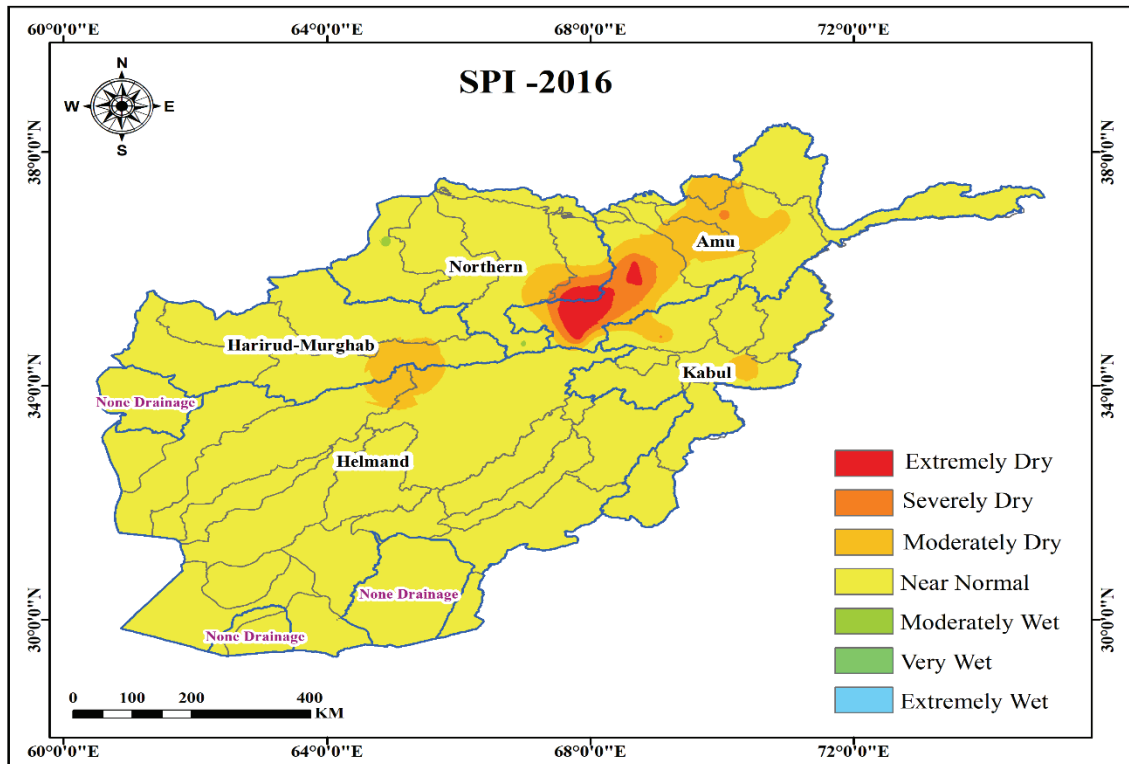 60°0'0"E 64°0'0"E 68°0'0"E 72°0'0"E
SPI -2016
N
W E
S
38°0'0"N 38°0'0"N
Amu
Northern
Harirud-Murghab
Kabul
34°0'0"N 34°0'0"N
None Drainage
Helmand
Extremely Dry
Severely Dry
Moderately Dry
Near Normal
None Drainage
Moderately Wet
30°0'0"N 30°0'0"N
None Drainage
Very Wet
Extremely Wet
0 100 200 400
KM
60°0'0"E 64°0'0"E 68°0'0"E 72°0'0"E